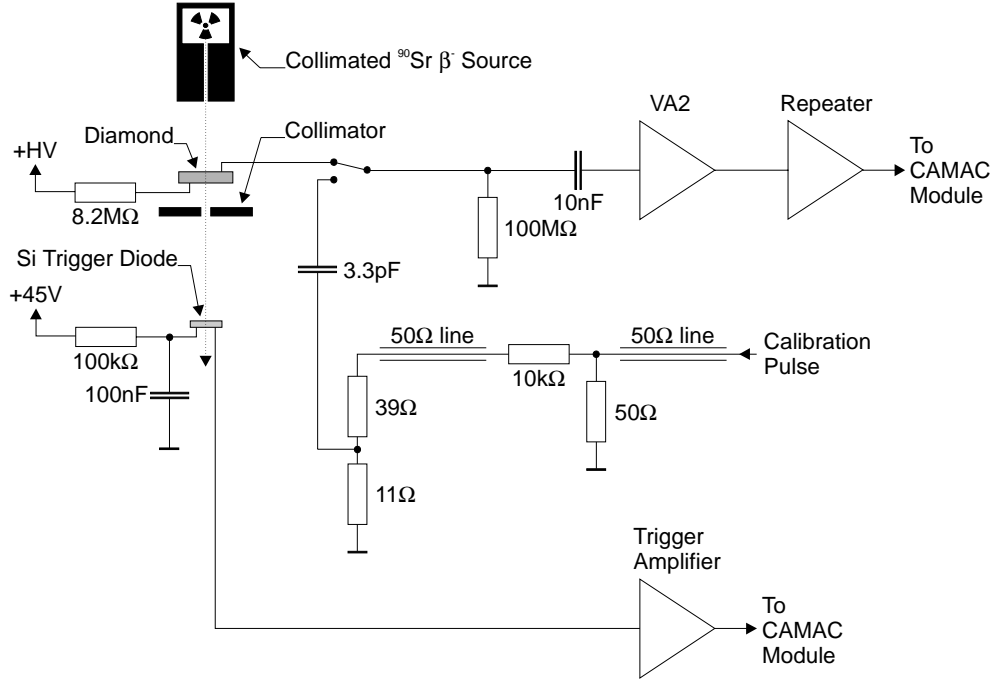 Collimated ⁹⁰Sr β⁻ Source
VA2
Repeater
Diamond
Collimator
+HV
To
CAMAC
Module
8.2MΩ
10nF
100MΩ
Si Trigger Diode
3.3pF
+45V
50Ω line
50Ω line
Calibration
Pulse
100kΩ
10kΩ
100nF
39Ω
50Ω
11Ω
Trigger
Amplifier
To
CAMAC
Module